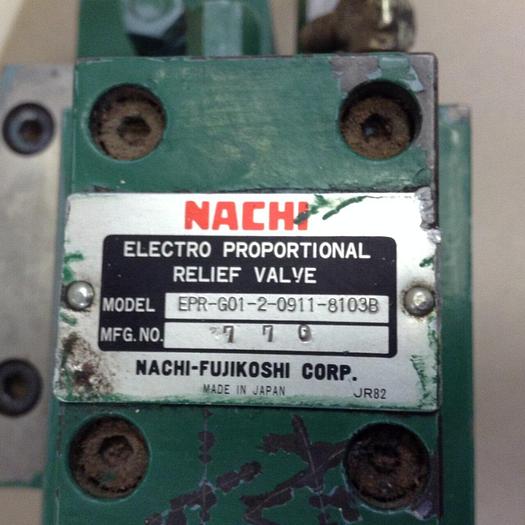 NACHI
ELECTRO PROPORTIONAL
RELIEF VALVE
MODEL EPR-G01-2-0911-8103B
MFG. NO. 7 7 0
NACHI-FUJIKOSHI CORP.
MADE IN JAPAN JR82